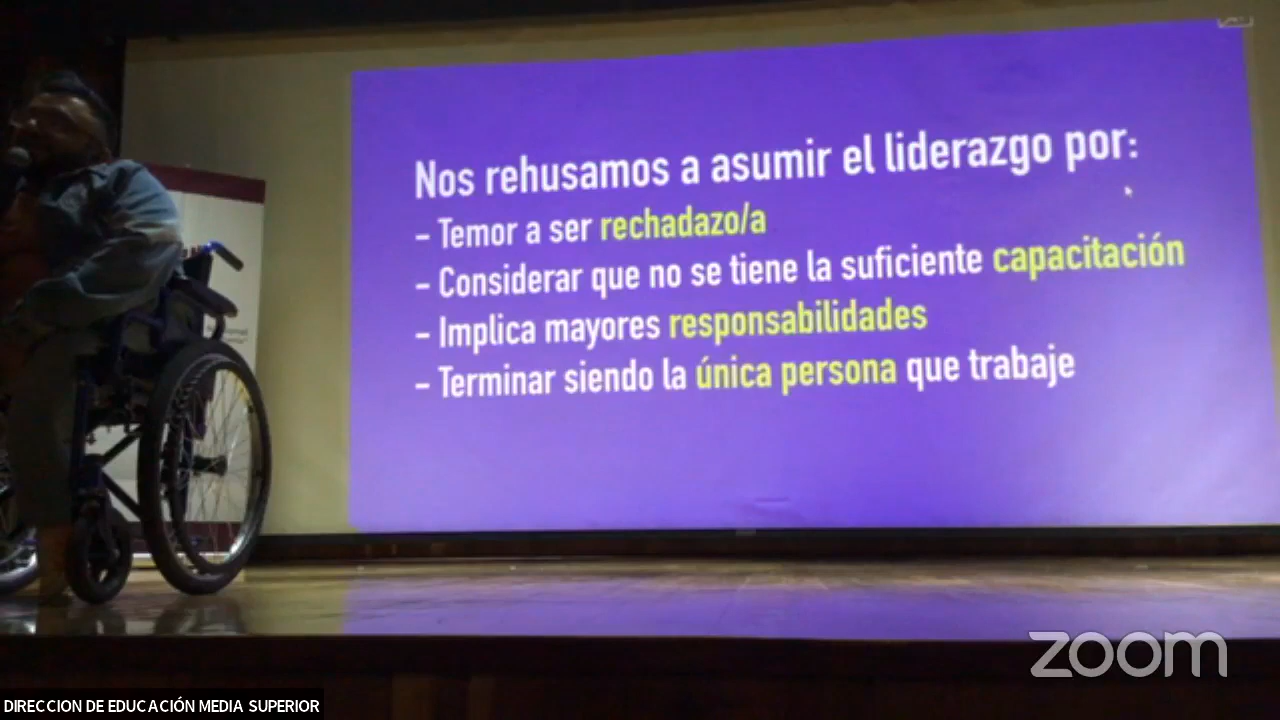 Nos rehusamos a asumir el liderazgo por:
- Temor a ser rechadazo/a
- Considerar que no se tiene la suficiente capacitación
- Implica mayores responsabilidades
- Terminar siendo la única persona que trabaje
zoom
DIRECCION DE EDUCACIÓN MEDIA SUPERIOR